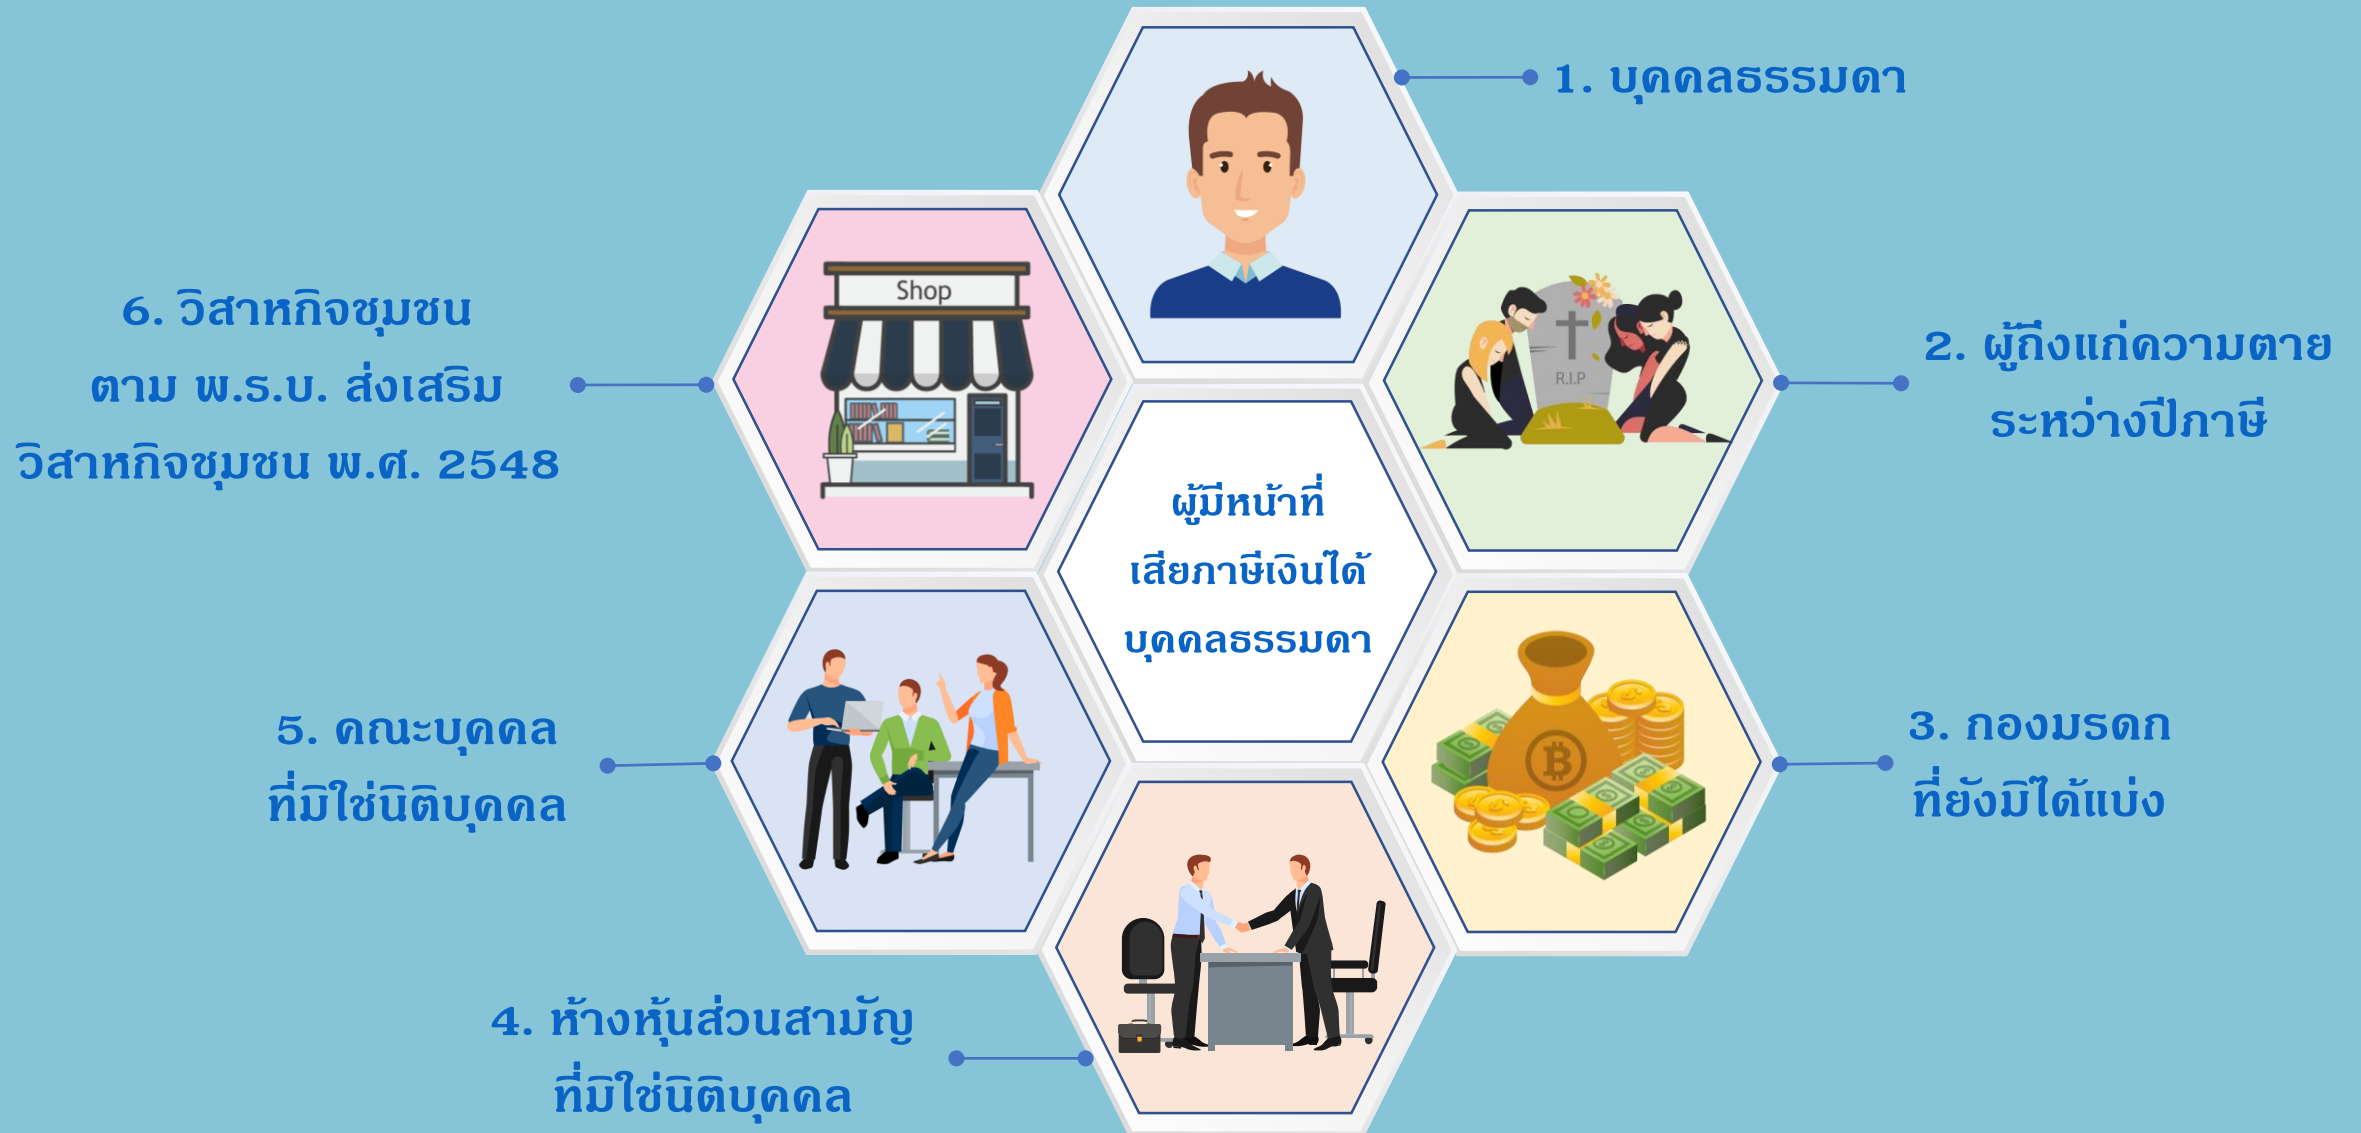 1. บุคคลธรรมดา
2. ผู้ถึงแก่ความตาย
ระหว่างปีภาษี
3. กองมรดก
ที่ยังมิได้แบ่ง
4. ห้างหุ้นส่วนสามัญ
ที่มิใช่นิติบุคคล
5. คณะบุคคล
ที่มิใช่นิติบุคคล
6. วิสาหกิจชุมชน
ตาม พ.ร.บ. ส่งเสริม
วิสาหกิจชุมชน พ.ศ. 2548
ผู้มีหน้าที่
เสียภาษีเงินได้
บุคคลธรรมดา
Shop
R.I.P